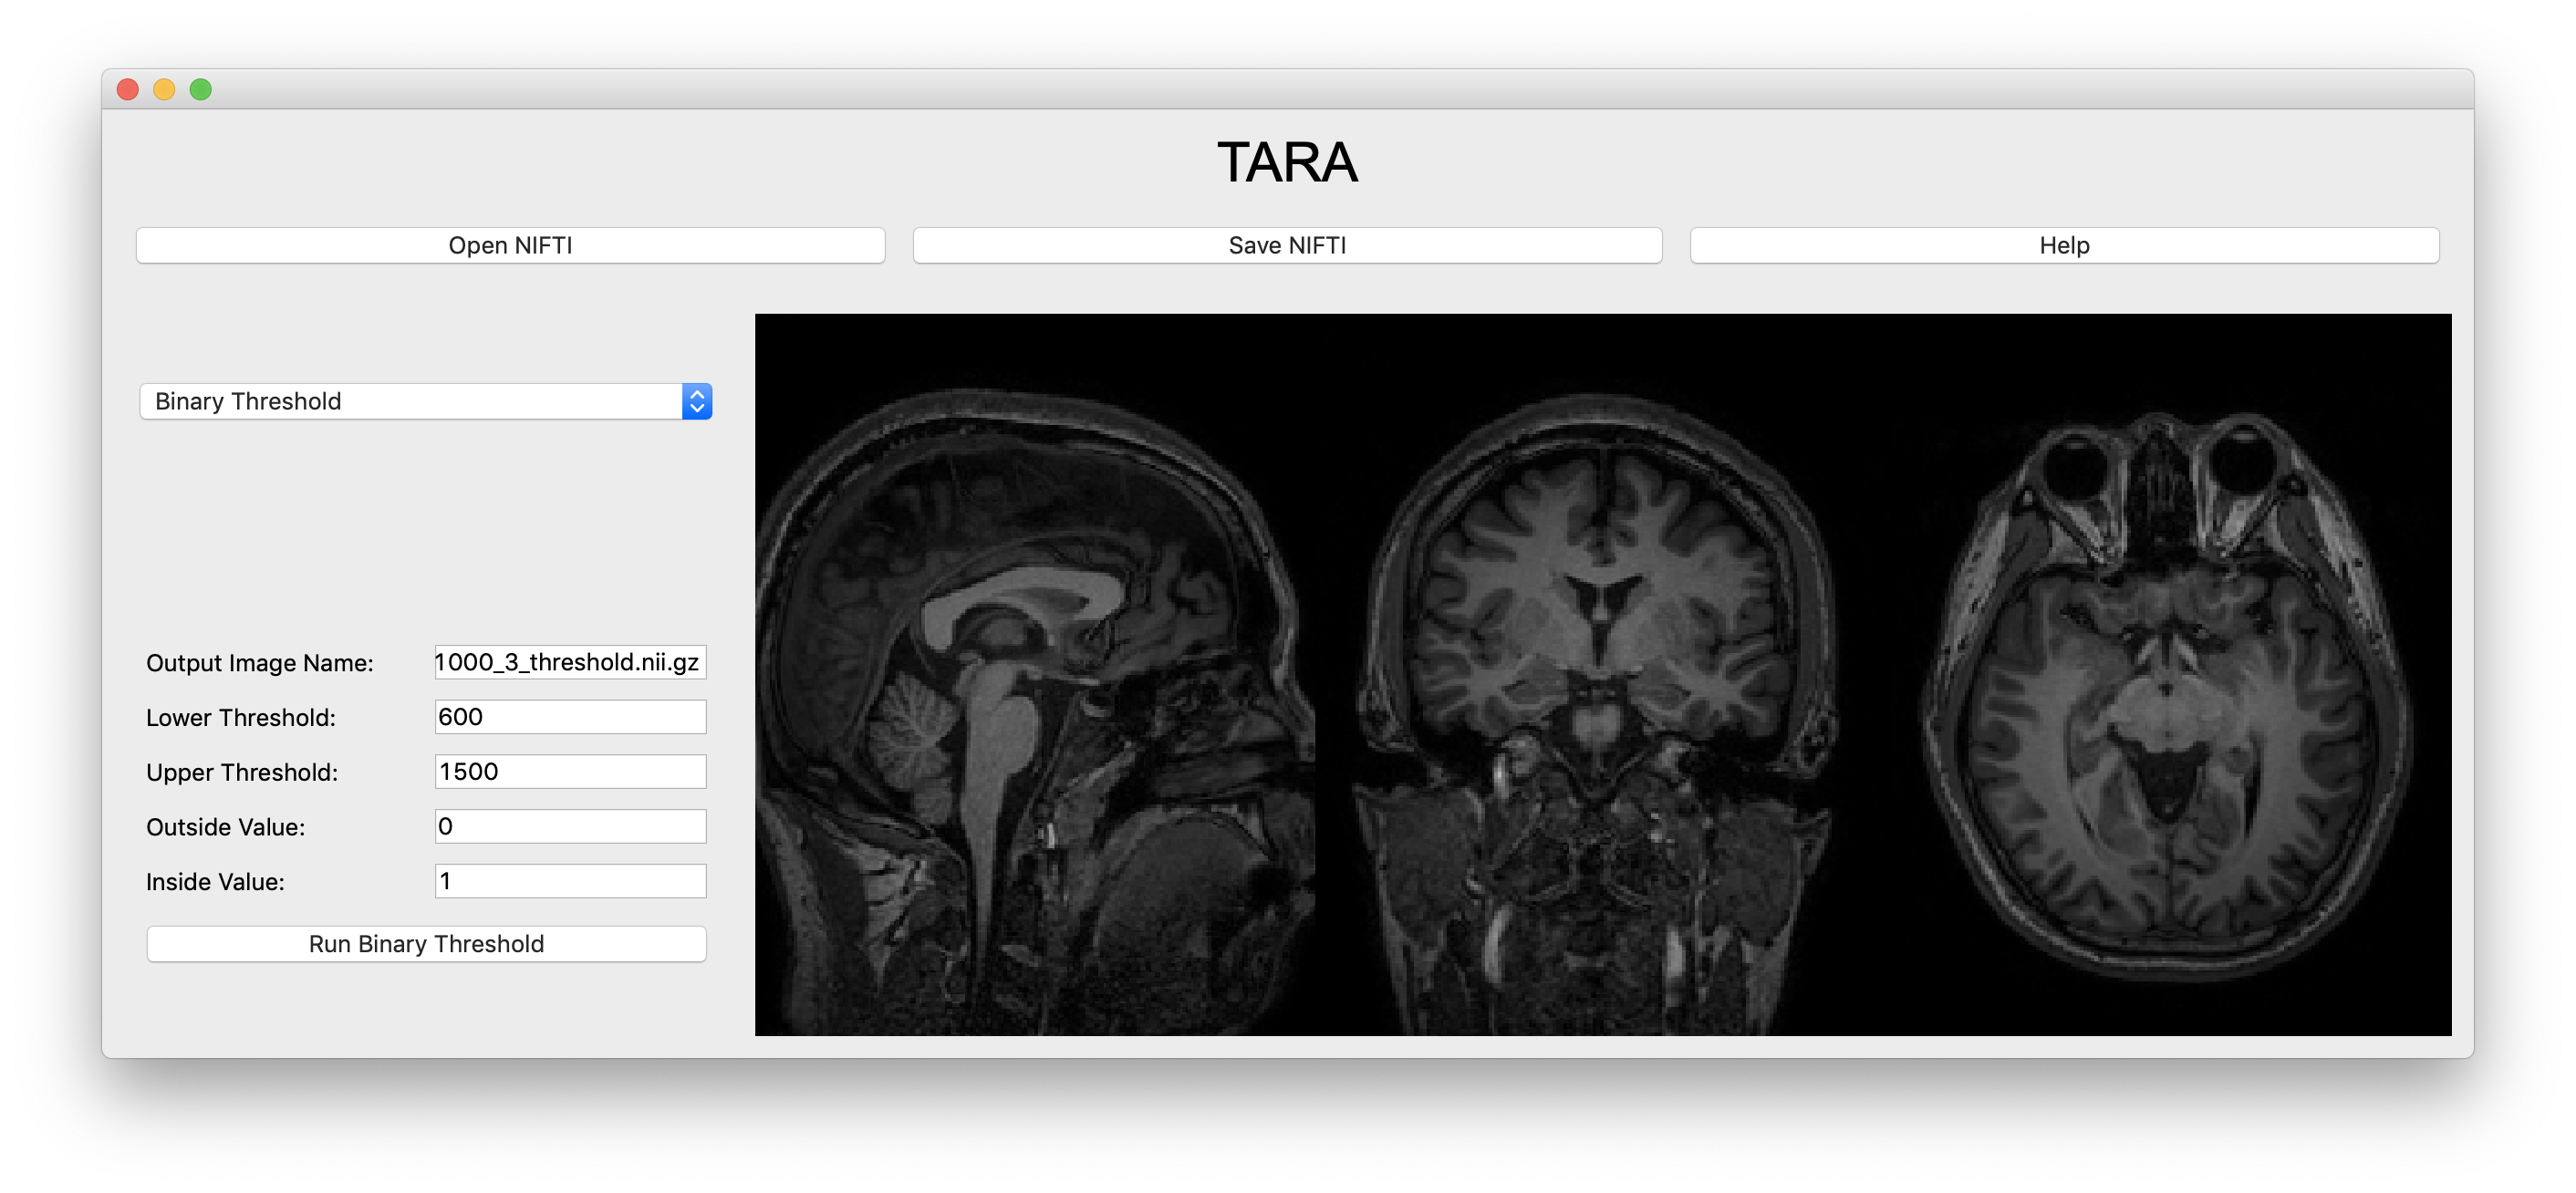 TARA
Open NIFTI
Save NIFTI
Help
Binary Threshold
Output Image Name: 1000_3_threshold.nii.gz
Lower Threshold: 600
Upper Threshold: 1500
Outside Value: 0
Inside Value: 1
Run Binary Threshold